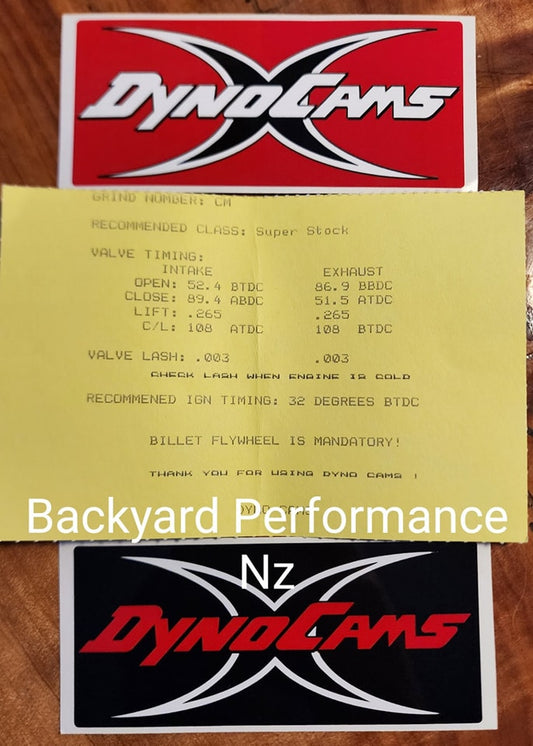 DYNOCAMS
GRIND NUMBER: CM
RECOMMENDED CLASS: Super Stock
VALVE TIMING:
INTAKE EXHAUST
OPEN: 52.4 BTDC 86.9 BBDC
CLOSE: 89.4 ABDC 51.5 ATDC
LIFT: .265 .265
C/L: 108 ATDC 108 BTDC
VALVE LASH: .003 .003
CHECK LASH WHEN ENGINE IS COLD
RECOMMENED IGN TIMING: 32 DEGREES BTDC
BILLET FLYWHEEL IS MANDATORY!
THANK YOU FOR USING DYNO CAMS !
Backyard Performance
Nz
DYNOCAMS